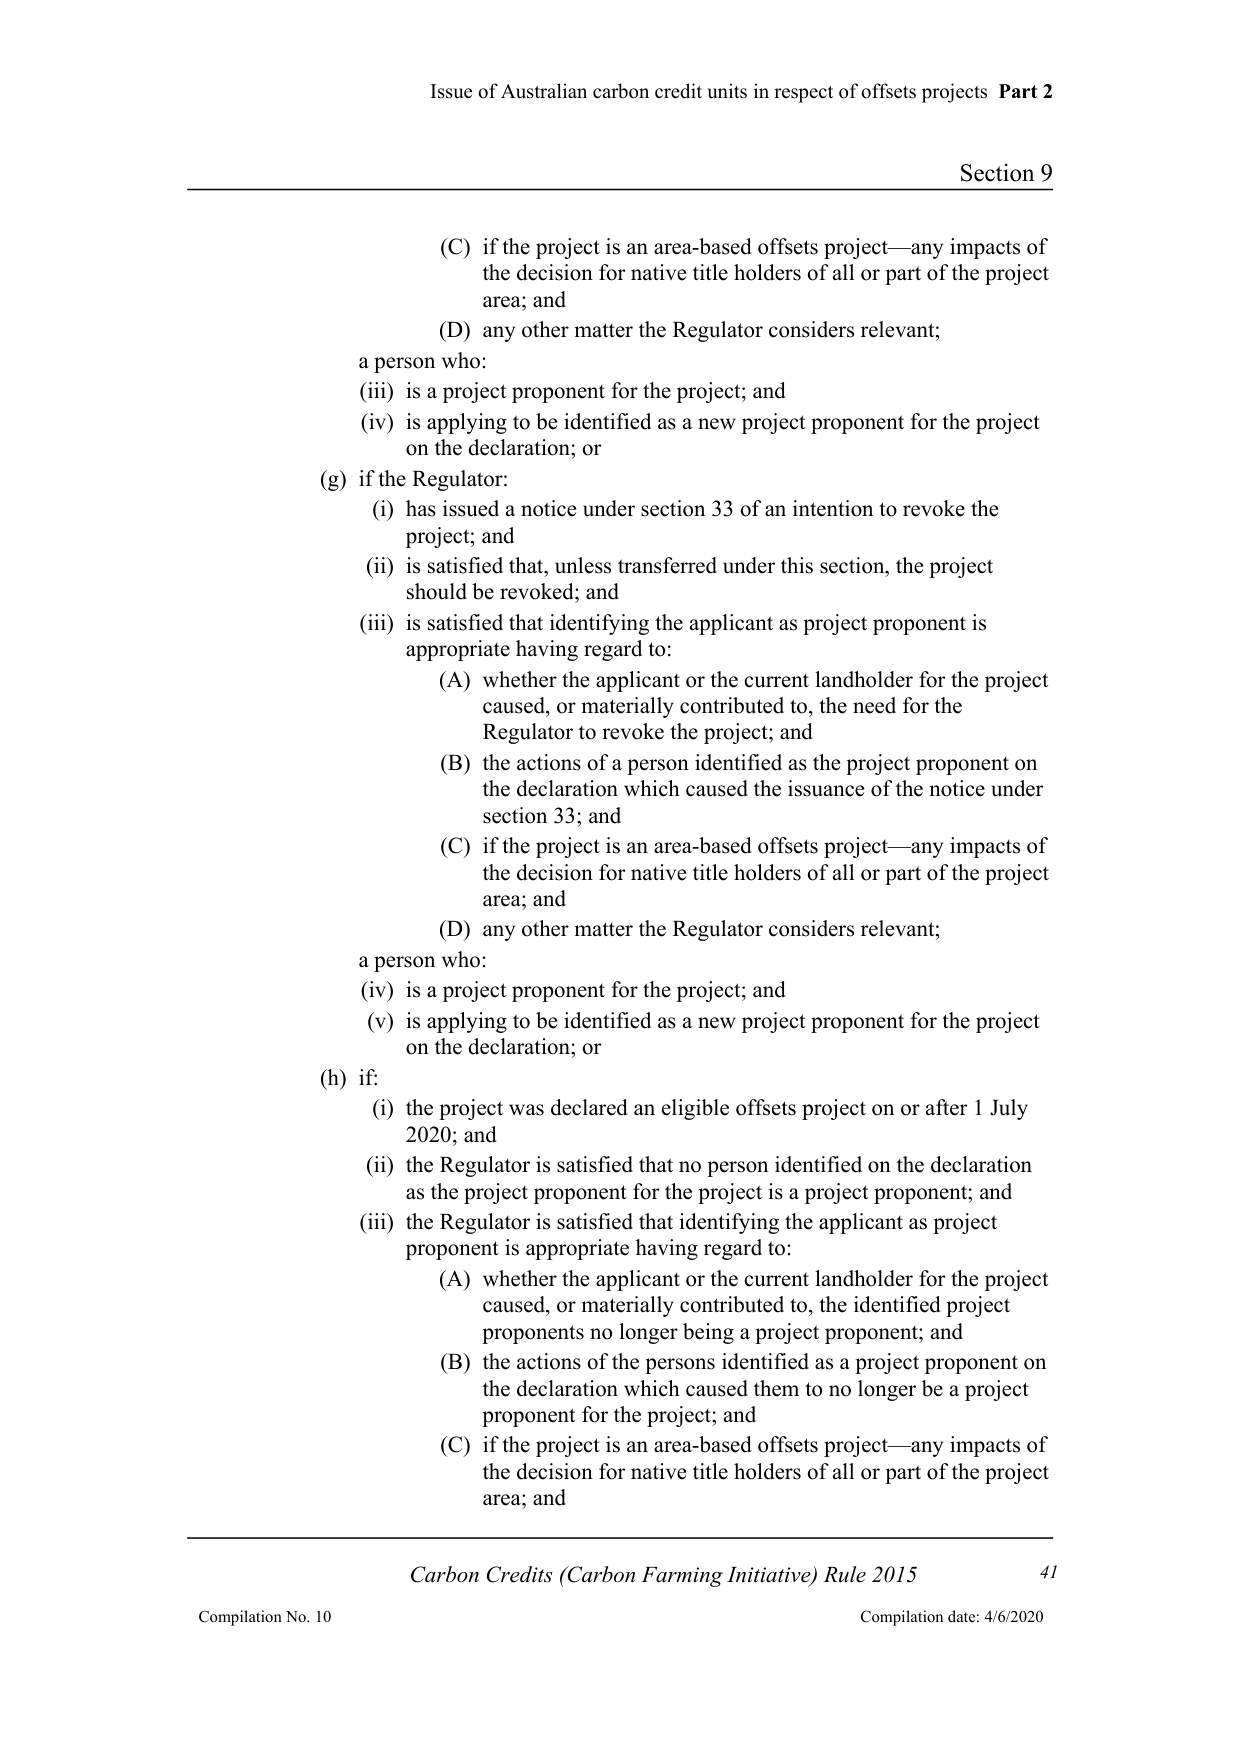 Issue of Australian carbon credit units in respect of offsets projects Part 2
Section 9
(C) if the project is an area-based offsets project—any impacts of
the decision for native title holders of all or part of the project
area; and
(D) any other matter the Regulator considers relevant;
a person who:
(iii) is a project proponent for the project; and
(iv) is applying to be identified as a new project proponent for the project
on the declaration; or
(g) if the Regulator:
(i) has issued a notice under section 33 of an intention to revoke the
project; and
(ii) is satisfied that, unless transferred under this section, the project
should be revoked; and
(iii) is satisfied that identifying the applicant as project proponent is
appropriate having regard to:
(A) whether the applicant or the current landholder for the project
caused, or materially contributed to, the need for the
Regulator to revoke the project; and
(B) the actions of a person identified as the project proponent on
the declaration which caused the issuance of the notice under
section 33; and
(C) if the project is an area-based offsets project—any impacts of
the decision for native title holders of all or part of the project
area; and
(D) any other matter the Regulator considers relevant;
a person who:
(iv) is a project proponent for the project; and
(v) is applying to be identified as a new project proponent for the project
on the declaration; or
(h) if:
(i) the project was declared an eligible offsets project on or after 1 July
2020; and
(ii) the Regulator is satisfied that no person identified on the declaration
as the project proponent for the project is a project proponent; and
(iii) the Regulator is satisfied that identifying the applicant as project
proponent is appropriate having regard to:
(A) whether the applicant or the current landholder for the project
caused, or materially contributed to, the identified project
proponents no longer being a project proponent; and
(B) the actions of the persons identified as a project proponent on
the declaration which caused them to no longer be a project
proponent for the project; and
(C) if the project is an area-based offsets project—any impacts of
the decision for native title holders of all or part of the project
area; and
Carbon Credits (Carbon Farming Initiative) Rule 2015 41
Compilation No. 10 Compilation date: 4/6/2020